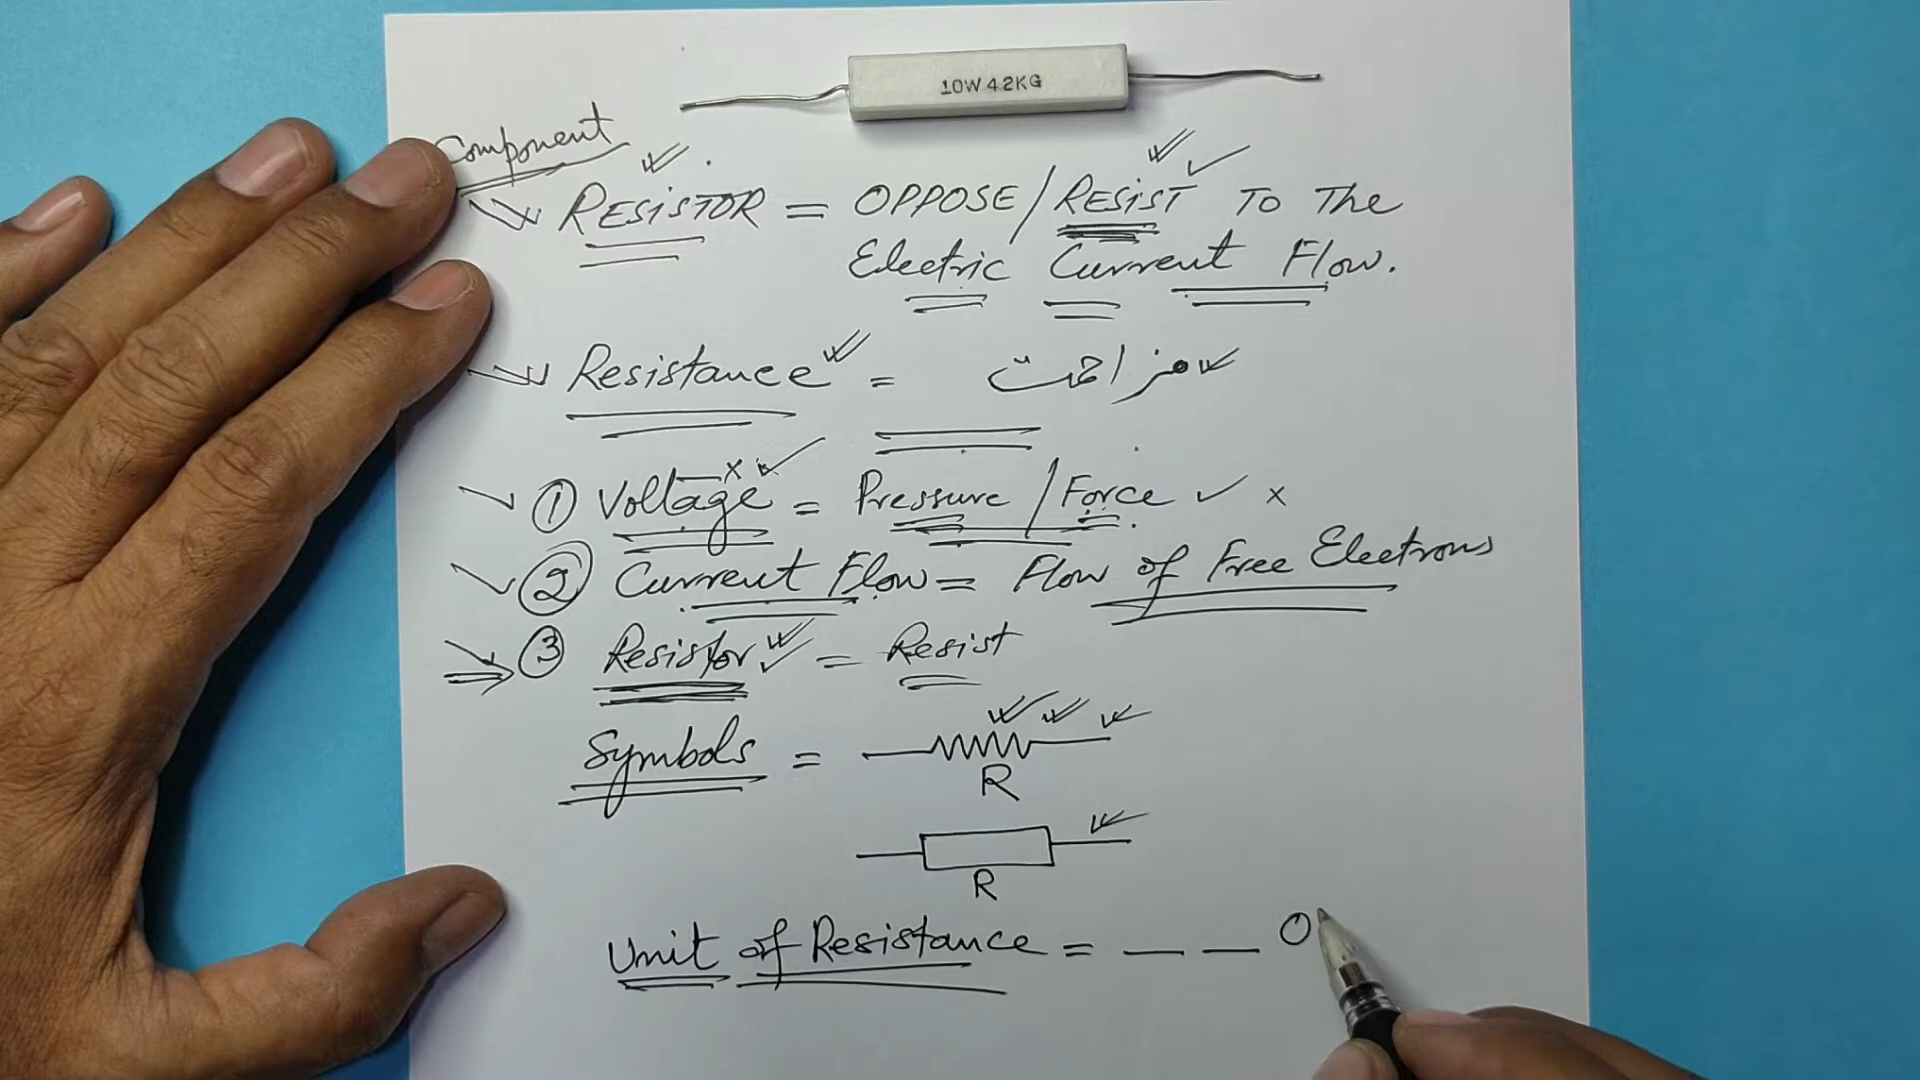 10W 42KG
Component
RESISTOR = OPPOSE/RESIST TO THE
Electric Current Flow.
Resistance = مزاحمت
① Voltage = Pressure/Force
② Current Flow = Flow of Free Electrons
③ Resistor = Resist
Symbols =
R
R
Unit of Resistance = _ _ O